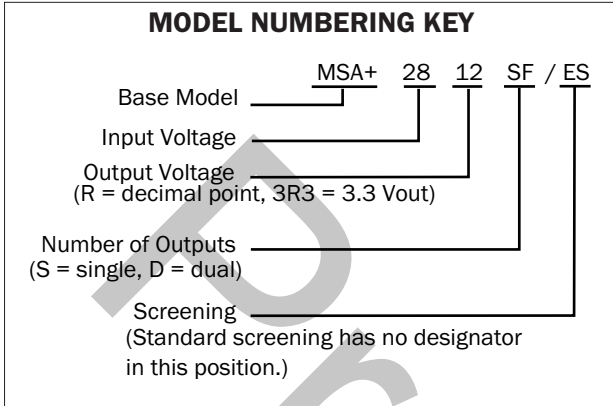 MODEL NUMBERING KEY
MSA+ 28 12 SF / ES
Base Model
Input Voltage
Output Voltage
(R = decimal point, 3R3 = 3.3 Vout)
Number of Outputs
(S = single, D = dual)
Screening
(Standard screening has no designator
in this position.)